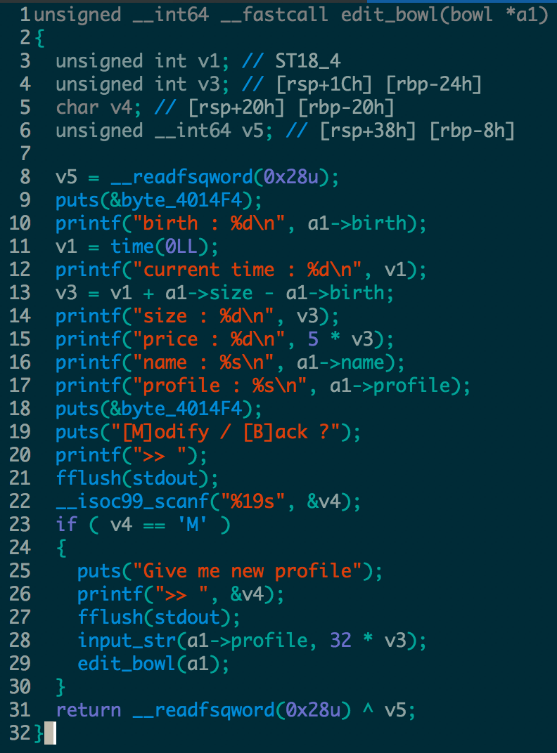 1 unsigned __int64 __fastcall edit_bowl(bowl *a1)
2 {
3   unsigned int v1; // ST18_4
4   unsigned int v3; // [rsp+1Ch] [rbp-24h]
5   char v4; // [rsp+20h] [rbp-20h]
6   unsigned __int64 v5; // [rsp+38h] [rbp-8h]
7
8   v5 = __readfsqword(0x28u);
9   puts(&byte_4014F4);
10   printf("birth : %d\n", a1->birth);
11   v1 = time(0LL);
12   printf("current time : %d\n", v1);
13   v3 = v1 + a1->size - a1->birth;
14   printf("size : %d\n", v3);
15   printf("price : %d\n", 5 * v3);
16   printf("name : %s\n", a1->name);
17   printf("profile : %s\n", a1->profile);
18   puts(&byte_4014F4);
19   puts("[M]odify / [B]ack ?");
20   printf(">> ");
21   fflush(stdout);
22   __isoc99_scanf("%19s", &v4);
23   if ( v4 == 'M' )
24   {
25     puts("Give me new profile");
26     printf(">> ", &v4);
27     fflush(stdout);
28     input_str(a1->profile, 32 * v3);
29     edit_bowl(a1);
30   }
31   return __readfsqword(0x28u) ^ v5;
32 }